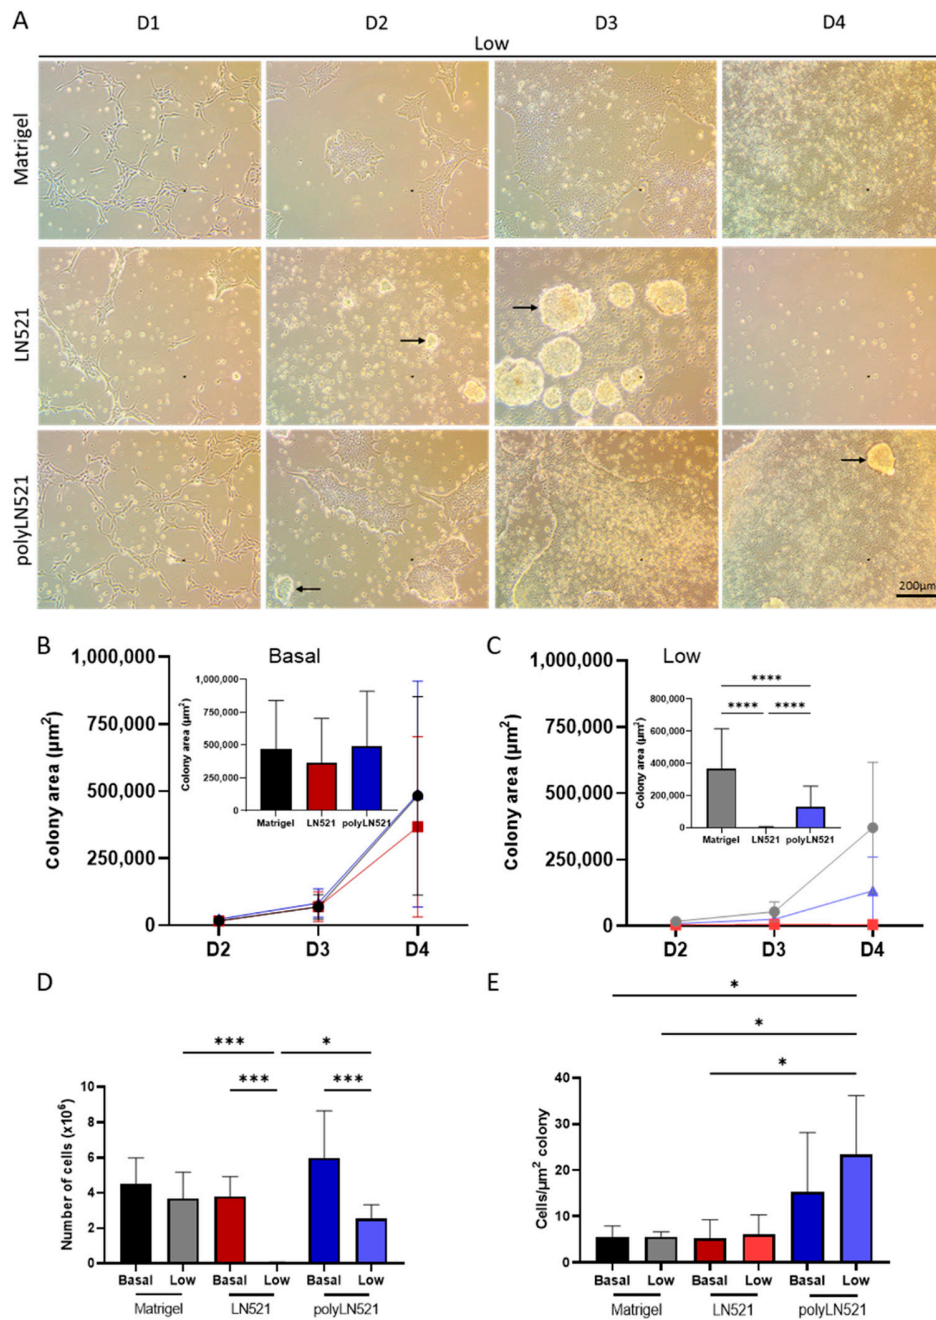 A
D1 D2 D3 D4
Low
Matrigel
LN521
polyLN521
200µm
B
Basal
Colony area (µm²)
1,000,000
750,000
500,000
250,000
0
D2 D3 D4
Colony area (µm²)
1,000,000
750,000
500,000
250,000
0
Matrigel LN521 polyLN521
C
Low
Colony area (µm²)
1,000,000
750,000
500,000
250,000
0
D2 D3 D4
Colony area (µm²)
800,000
600,000
400,000
200,000
0
Matrigel LN521 polyLN521
****
**** ****
D
Number of cells (x10⁶)
10
8
6
4
2
0
*** *
*** ***
Basal Low Basal Low Basal Low
Matrigel LN521 polyLN521
E
Cells/µm² colony
40
30
20
10
0
*
*
*
Basal Low Basal Low Basal Low
Matrigel LN521 polyLN521